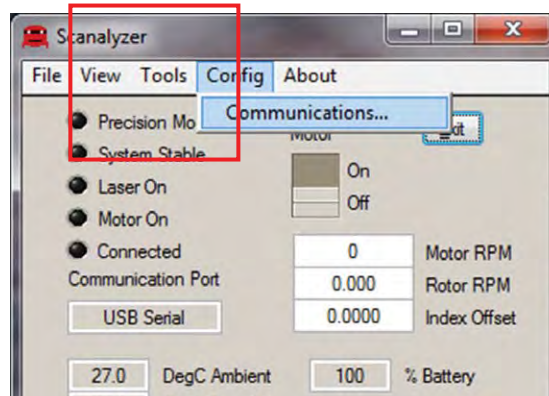 Scanalyzer
File View Tools Config About
Communications...
Precision Mo
Motor
System Stable
On
Laser On
Off
Motor On
Connected
0 Motor RPM
Communication Port
0.000 Rotor RPM
USB Serial
0.0000 Index Offset
27.0 DegC Ambient
100 % Battery